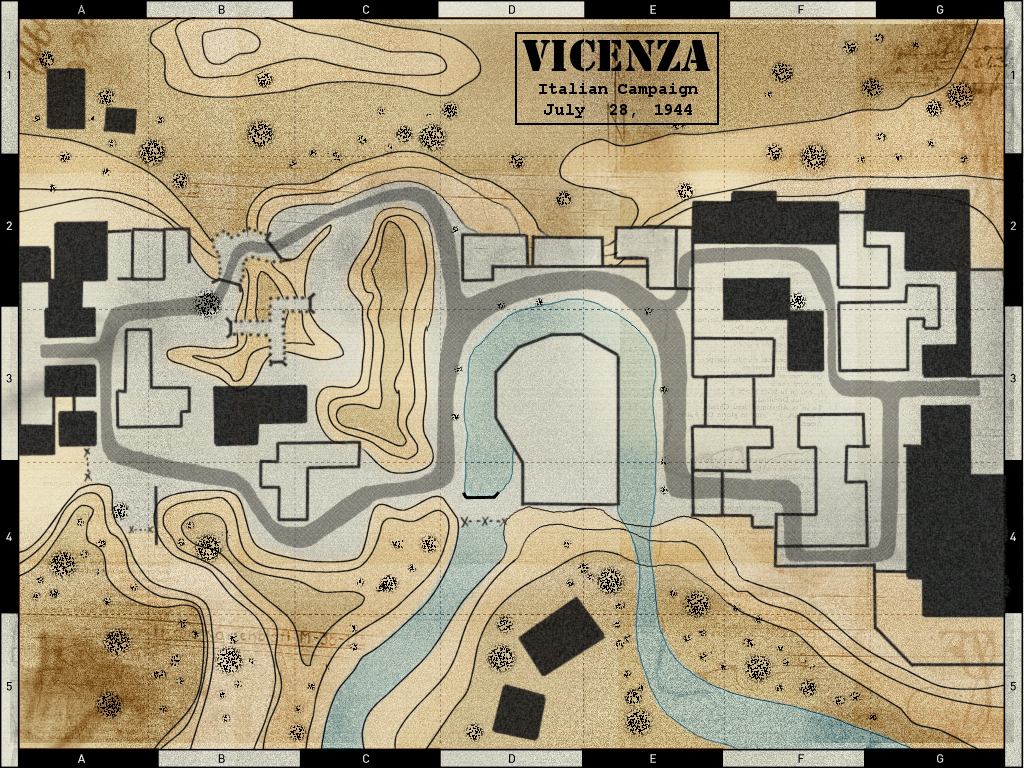 A B C D E F G
VICENZA
Italian Campaign
July 28, 1944
1 1
2 2
3 3
4 4
5 5
A B C D E F G